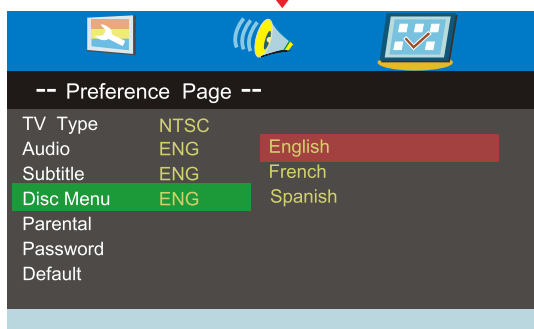 -- Preference Page --
TV Type NTSC
Audio ENG English
Subtitle ENG French
Disc Menu ENG Spanish
Parental
Password
Default